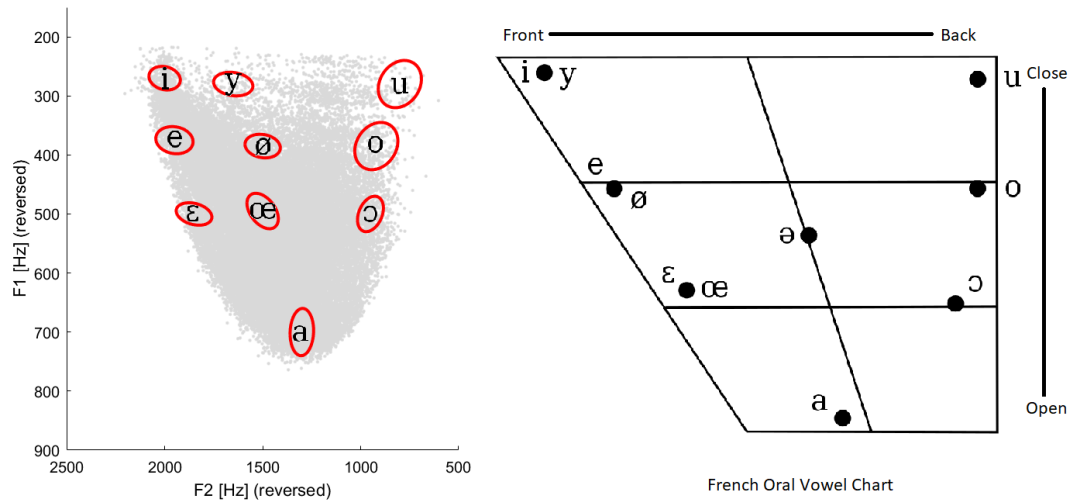 200
300
400
500
600
700
800
900
F1 [Hz] (reversed)
2500 2000 1500 1000 500
F2 [Hz] (reversed)
i y u
e ø o
ɛ œ ɔ
a
Front Back
Close
i y u
e
ø o
ə
ɛ œ ɔ
a
Open
French Oral Vowel Chart